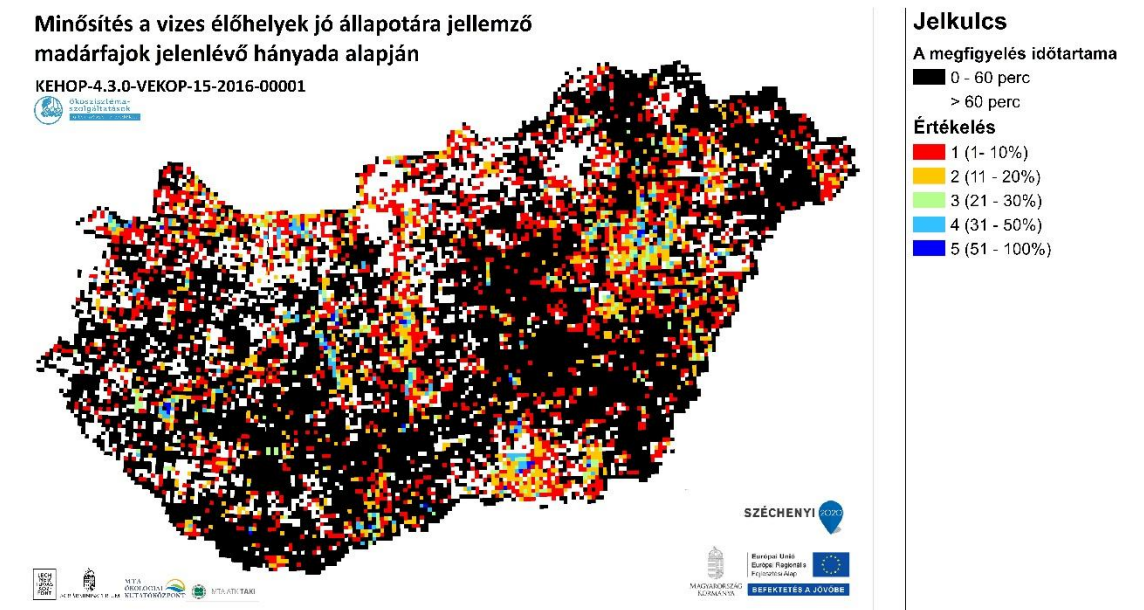 Minősítés a vizes élőhelyek jó állapotára jellemző
madárfajok jelenlévő hányada alapján
KEHOP-4.3.0-VEKOP-15-2016-00001
ökoszisztéma-
szolgáltatások
Jelkulcs
A megfigyelés időtartama
0 - 60 perc
> 60 perc
Értékelés
1 (1- 10%)
2 (11 - 20%)
3 (21 - 30%)
4 (31 - 50%)
5 (51 - 100%)
SZÉCHENYI 2020
MAGYARORSZÁG
KORMÁNYA
Európai Unió
Európai Regionális
Fejlesztési Alap
BEFEKTETÉS A JÖVŐBE
MTA
ÖKOLÓGIAI
KUTATÓKÖZPONT
MTA ATK TAKI